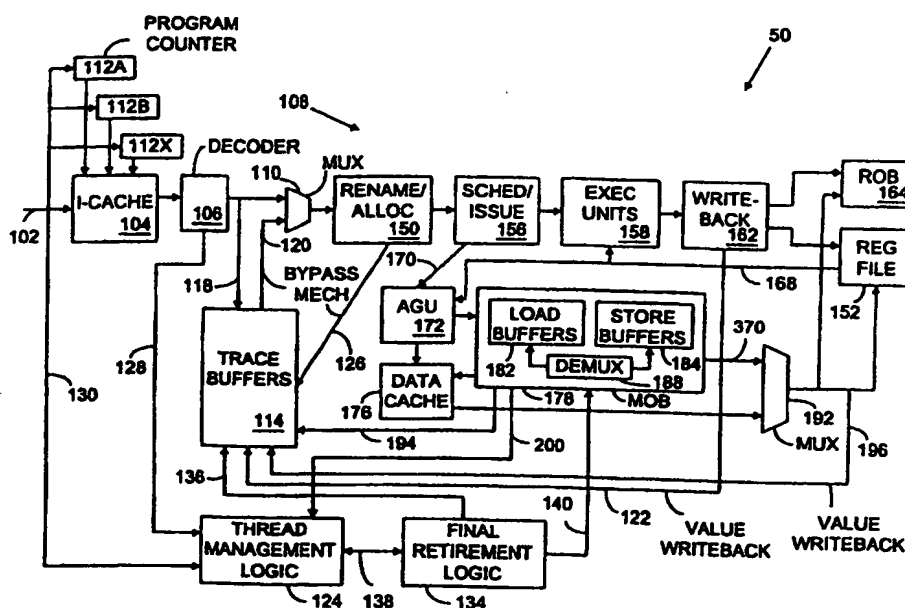 PROGRAM
COUNTER
50
112A
112B
112X
108
DECODER
110
MUX
I-CACHE
104
106
102
120
118
BYPASS
MECH
RENAME/
ALLOC
150
SCHED/
ISSUE
156
EXEC
UNITS
158
WRITE-
BACK
162
ROB
164
REG
FILE
152
170
168
AGU
172
LOAD
BUFFERS
182
STORE
BUFFERS
184
DEMUX
188
370
126
128
130
TRACE
BUFFERS
114
176
DATA
CACHE
178
MOB
192
MUX
196
194
200
136
140
122
VALUE
WRITEBACK
VALUE
WRITEBACK
THREAD
MANAGEMENT
LOGIC
124
138
FINAL
RETIREMENT
LOGIC
134